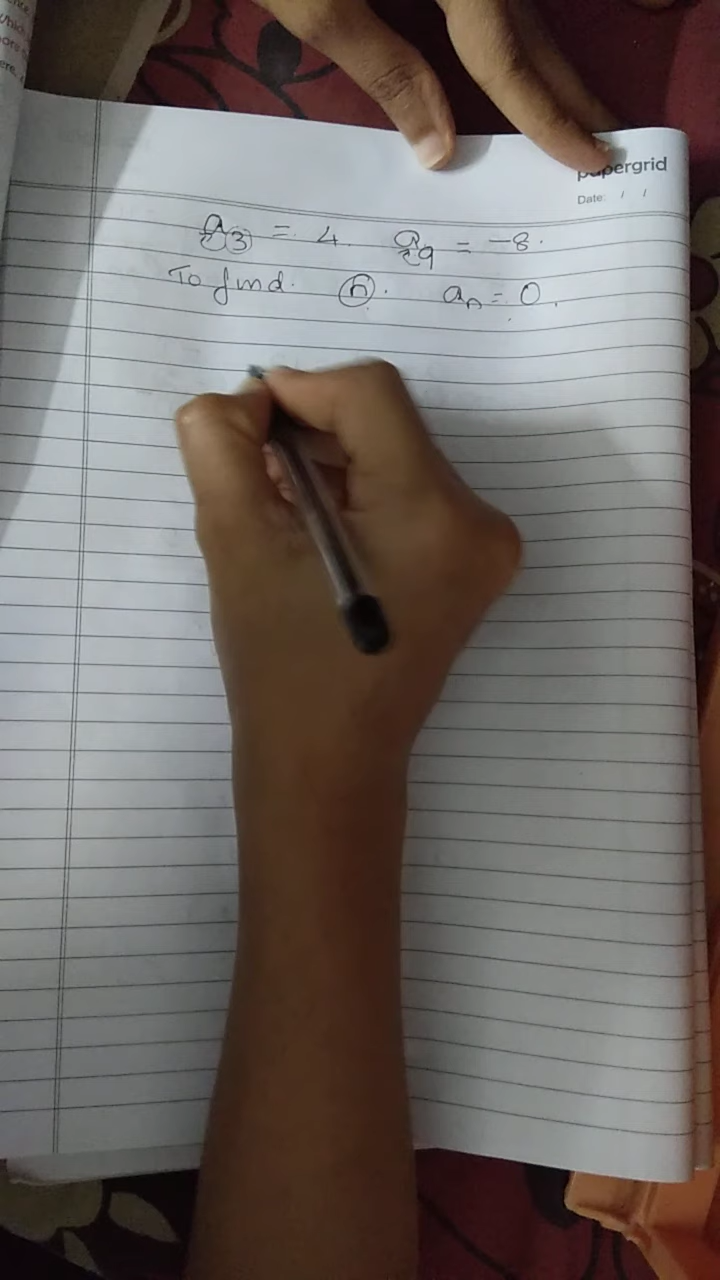 papergrid
Date: / /
a3 = 4. a9 = -8.
To find. n. an = 0.